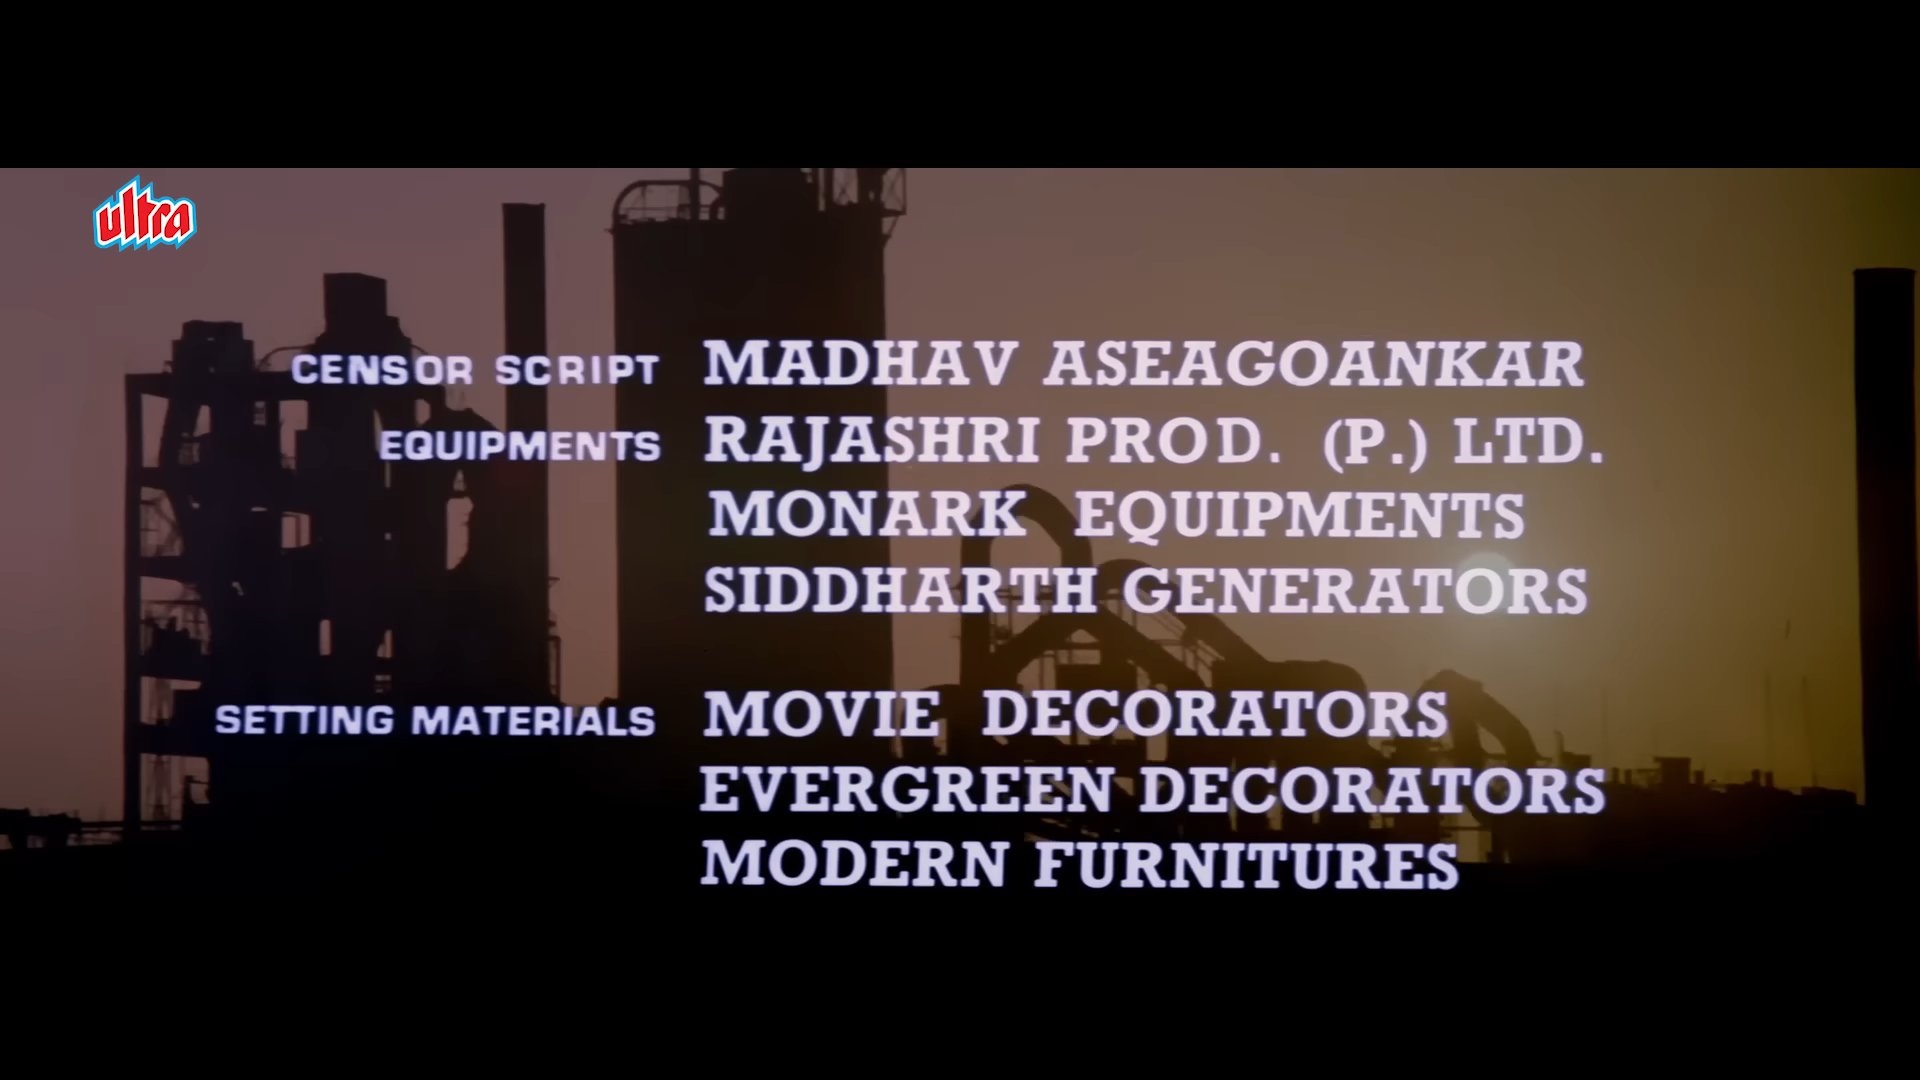 ultra
CENSOR SCRIPT MADHAV ASEAGOANKAR
EQUIPMENTS RAJASHRI PROD. (P.) LTD.
MONARK EQUIPMENTS
SIDDHARTH GENERATORS
SETTING MATERIALS MOVIE DECORATORS
EVERGREEN DECORATORS
MODERN FURNITURES